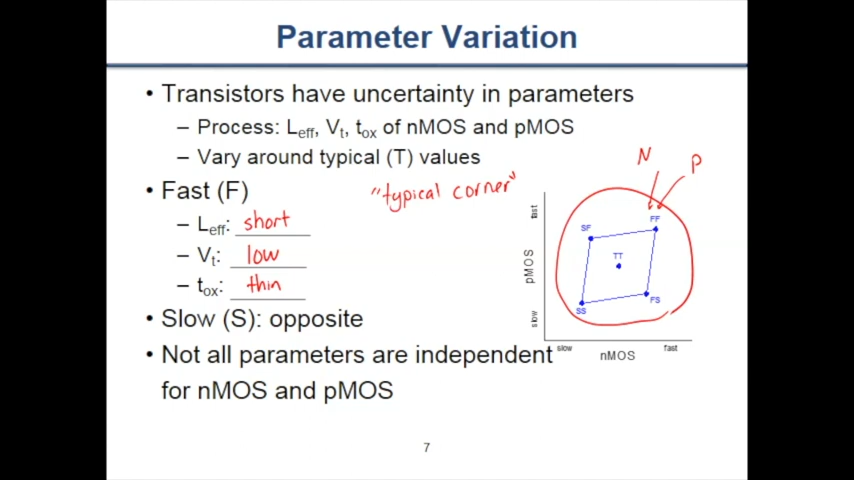 Parameter Variation
• Transistors have uncertainty in parameters
– Process: Leff, Vt, tox of nMOS and pMOS
– Vary around typical (T) values
N P
• Fast (F)
"typical corner"
– Leff: short
– Vt: low
– tox: thin
• Slow (S): opposite
• Not all parameters are independent
for nMOS and pMOS
fast
pMOS
slow
SF
FF
TT
SS
FS
slow
fast
nMOS
7